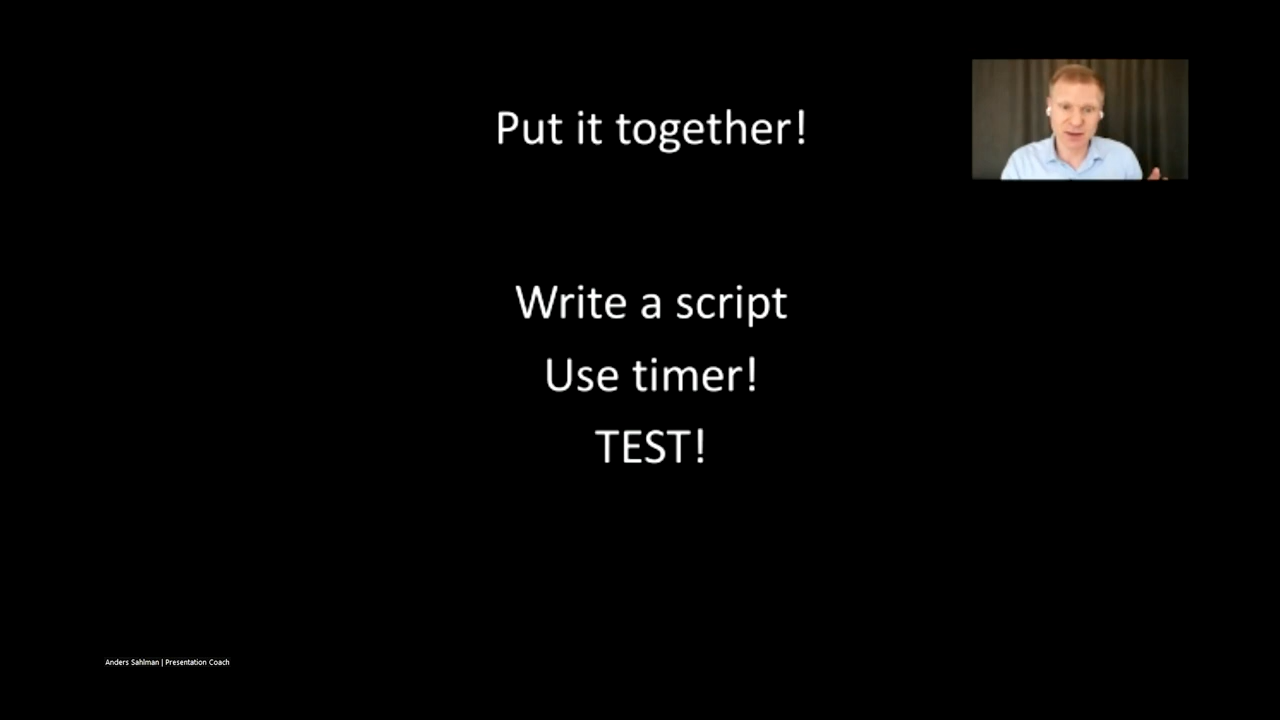 Put it together!
Write a script
Use timer!
TEST!
Anders Sahlman | Presentation Coach